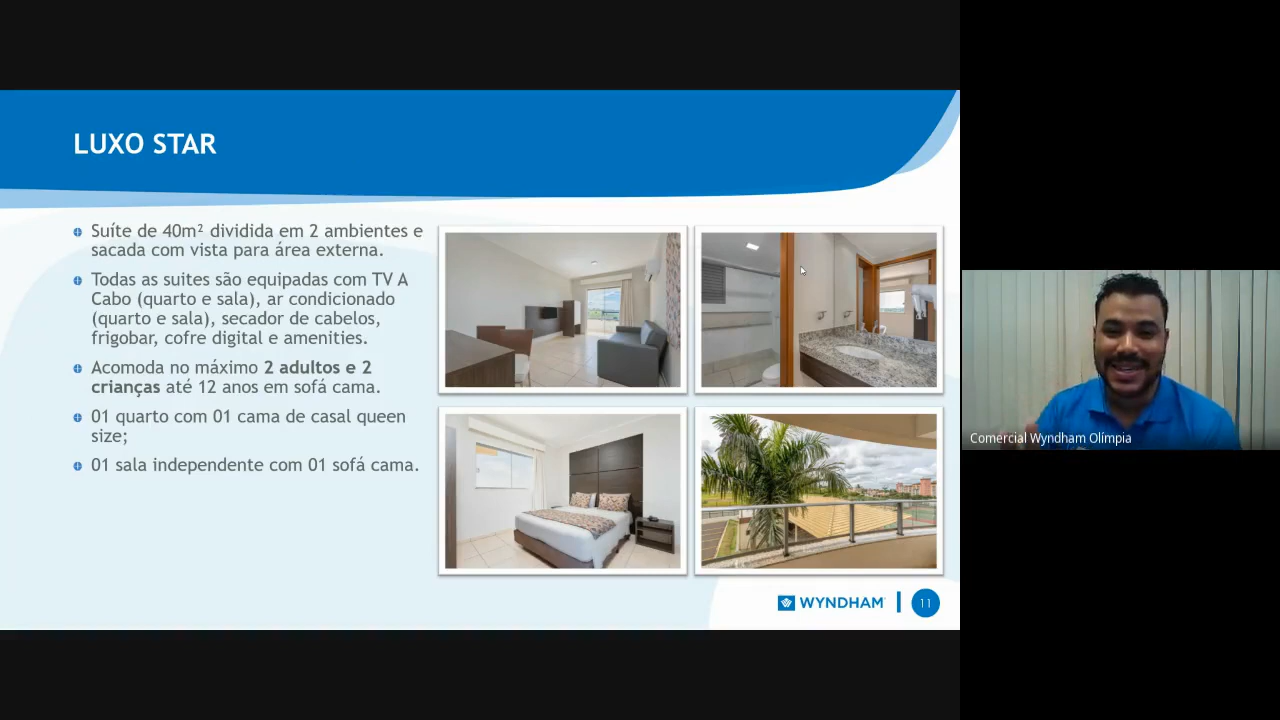 LUXO STAR
Suíte de 40m² dividida em 2 ambientes e
sacada com vista para área externa.
Todas as suites são equipadas com TV A
Cabo (quarto e sala), ar condicionado
(quarto e sala), secador de cabelos,
frigobar, cofre digital e amenities.
Acomoda no máximo 2 adultos e 2
crianças até 12 anos em sofá cama.
01 quarto com 01 cama de casal queen
size;
01 sala independente com 01 sofá cama.
WYNDHAM
11
Comercial Wyndham Olímpia